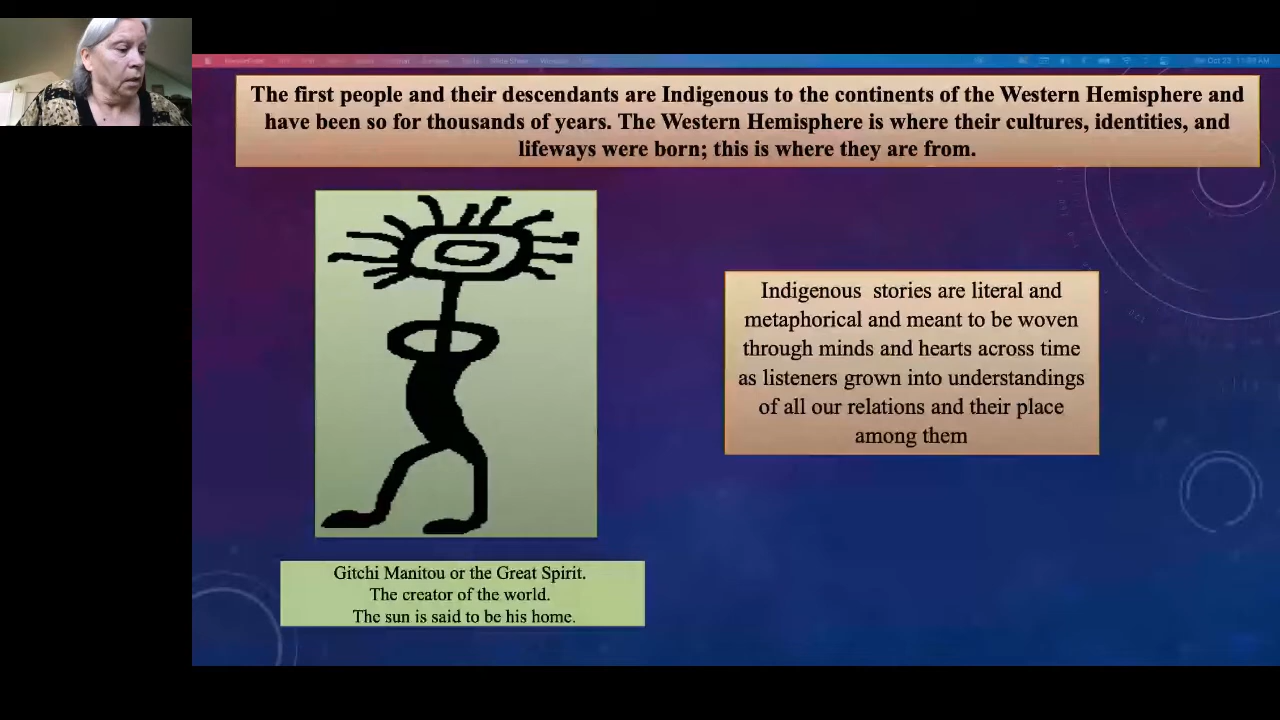 The first people and their descendants are Indigenous to the continents of the Western Hemisphere and
have been so for thousands of years. The Western Hemisphere is where their cultures, identities, and
lifeways were born; this is where they are from.
Indigenous stories are literal and
metaphorical and meant to be woven
through minds and hearts across time
as listeners grown into understandings
of all our relations and their place
among them
Gitchi Manitou or the Great Spirit.
The creator of the world.
The sun is said to be his home.